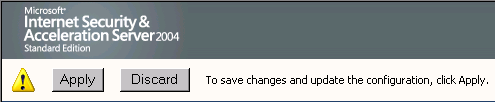 Microsoft®
Internet Security &
Acceleration Server 2004
Standard Edition
Apply Discard To save changes and update the configuration, click Apply.